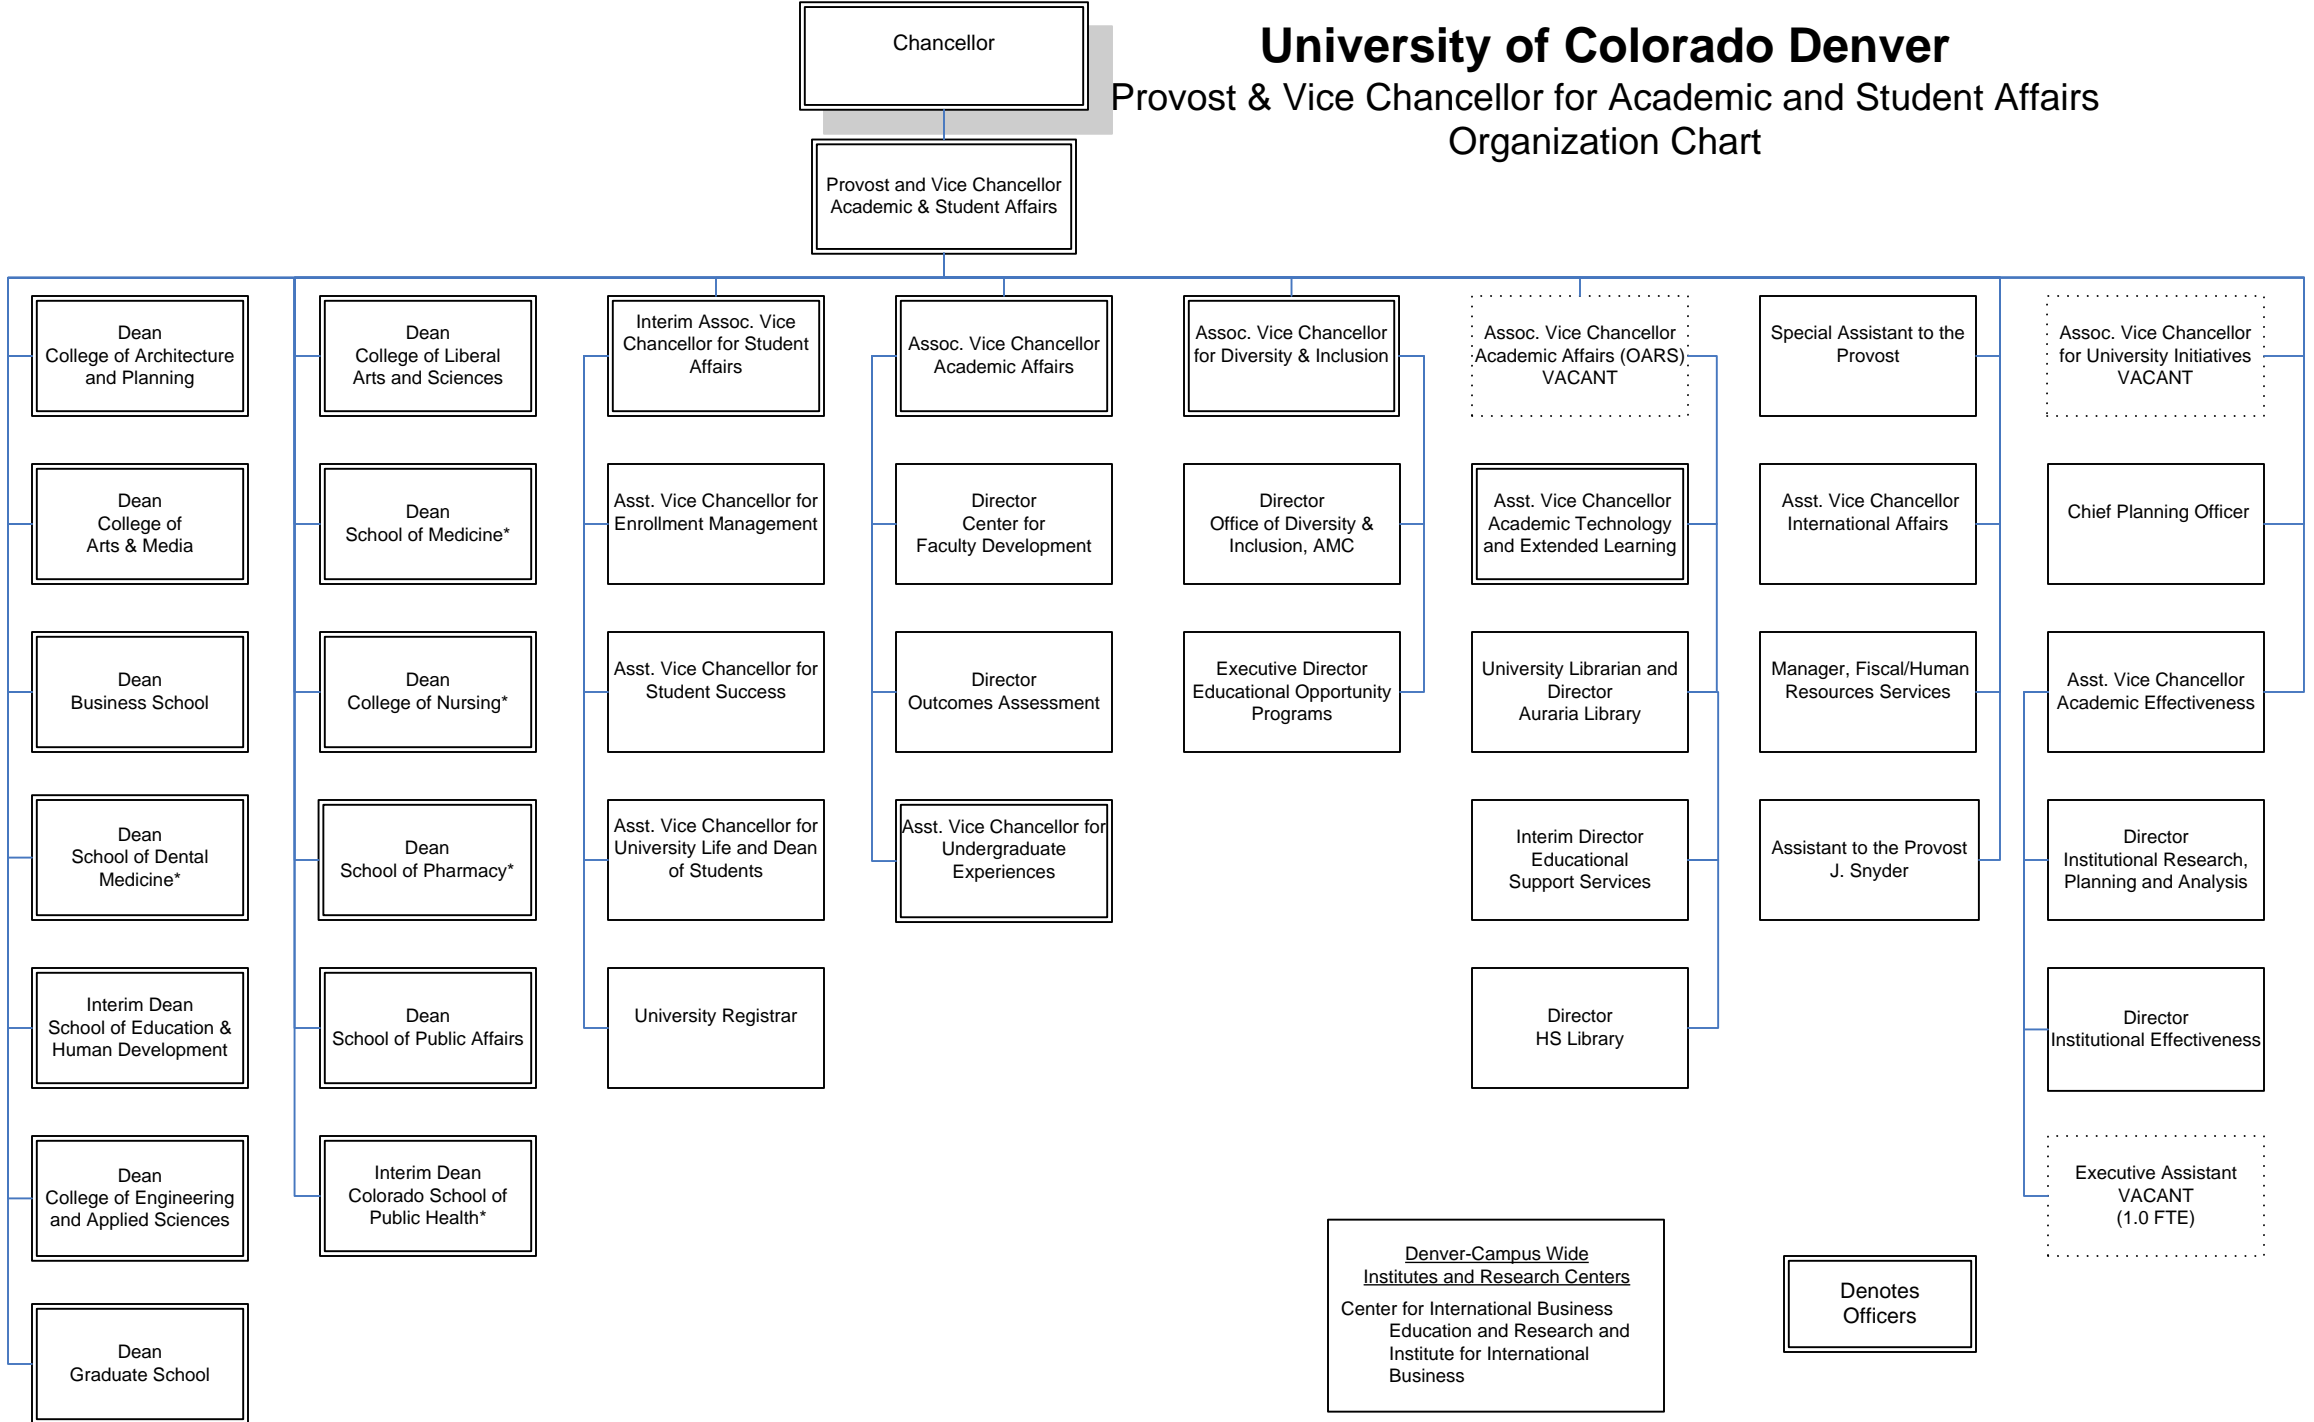 Chancellor
University of Colorado Denver
Provost & Vice Chancellor for Academic and Student Affairs
Organization Chart
Provost and Vice Chancellor
Academic & Student Affairs
Dean
College of Architecture
and Planning
Dean
College of Liberal
Arts and Sciences
Interim Assoc. Vice
Chancellor for Student
Affairs
Assoc. Vice Chancellor
Academic Affairs
Assoc. Vice Chancellor
for Diversity & Inclusion
Assoc. Vice Chancellor
Academic Affairs (OARS)
VACANT
Special Assistant to the
Provost
Assoc. Vice Chancellor
for University Initiatives
VACANT
Dean
College of
Arts & Media
Dean
School of Medicine*
Asst. Vice Chancellor for
Enrollment Management
Director
Center for
Faculty Development
Director
Office of Diversity &
Inclusion, AMC
Asst. Vice Chancellor
Academic Technology
and Extended Learning
Asst. Vice Chancellor
International Affairs
Chief Planning Officer
Dean
Business School
Dean
College of Nursing*
Asst. Vice Chancellor for
Student Success
Director
Outcomes Assessment
Executive Director
Educational Opportunity
Programs
University Librarian and
Director
Auraria Library
Manager, Fiscal/Human
Resources Services
Asst. Vice Chancellor
Academic Effectiveness
Dean
School of Dental
Medicine*
Dean
School of Pharmacy*
Asst. Vice Chancellor for
University Life and Dean
of Students
Asst. Vice Chancellor for
Undergraduate
Experiences
Interim Director
Educational
Support Services
Assistant to the Provost
J. Snyder
Director
Institutional Research,
Planning and Analysis
Interim Dean
School of Education &
Human Development
Dean
School of Public Affairs
University Registrar
Director
HS Library
Director
Institutional Effectiveness
Dean
College of Engineering
and Applied Sciences
Interim Dean
Colorado School of
Public Health*
Executive Assistant
VACANT
(1.0 FTE)
Denver-Campus Wide
Institutes and Research Centers
Center for International Business
Education and Research and
Institute for International
Business
Denotes
Officers
Dean
Graduate School